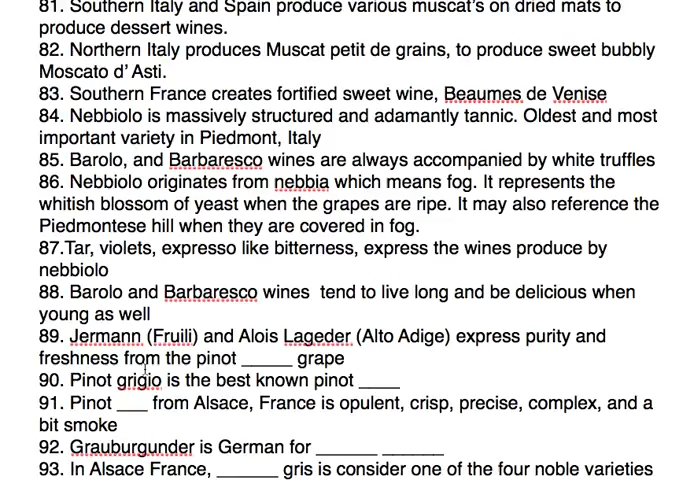 81. Southern Italy and Spain produce various muscat's on dried mats to
produce dessert wines.
82. Northern Italy produces Muscat petit de grains, to produce sweet bubbly
Moscato d' Asti.
83. Southern France creates fortified sweet wine, Beaumes de Venise
84. Nebbiolo is massively structured and adamantly tannic. Oldest and most
important variety in Piedmont, Italy
85. Barolo, and Barbaresco wines are always accompanied by white truffles
86. Nebbiolo originates from nebbia which means fog. It represents the
whitish blossom of yeast when the grapes are ripe. It may also reference the
Piedmontese hill when they are covered in fog.
87.Tar, violets, expresso like bitterness, express the wines produce by
nebbiolo
88. Barolo and Barbaresco wines  tend to live long and be delicious when
young as well
89. Jermann (Fruili) and Alois Lageder (Alto Adige) express purity and
freshness from the pinot _____ grape
90. Pinot grigio is the best known pinot ____
91. Pinot ___ from Alsace, France is opulent, crisp, precise, complex, and a
bit smoke
92. Grauburgunder is German for ______ ______
93. In Alsace France, ______ gris is consider one of the four noble varieties